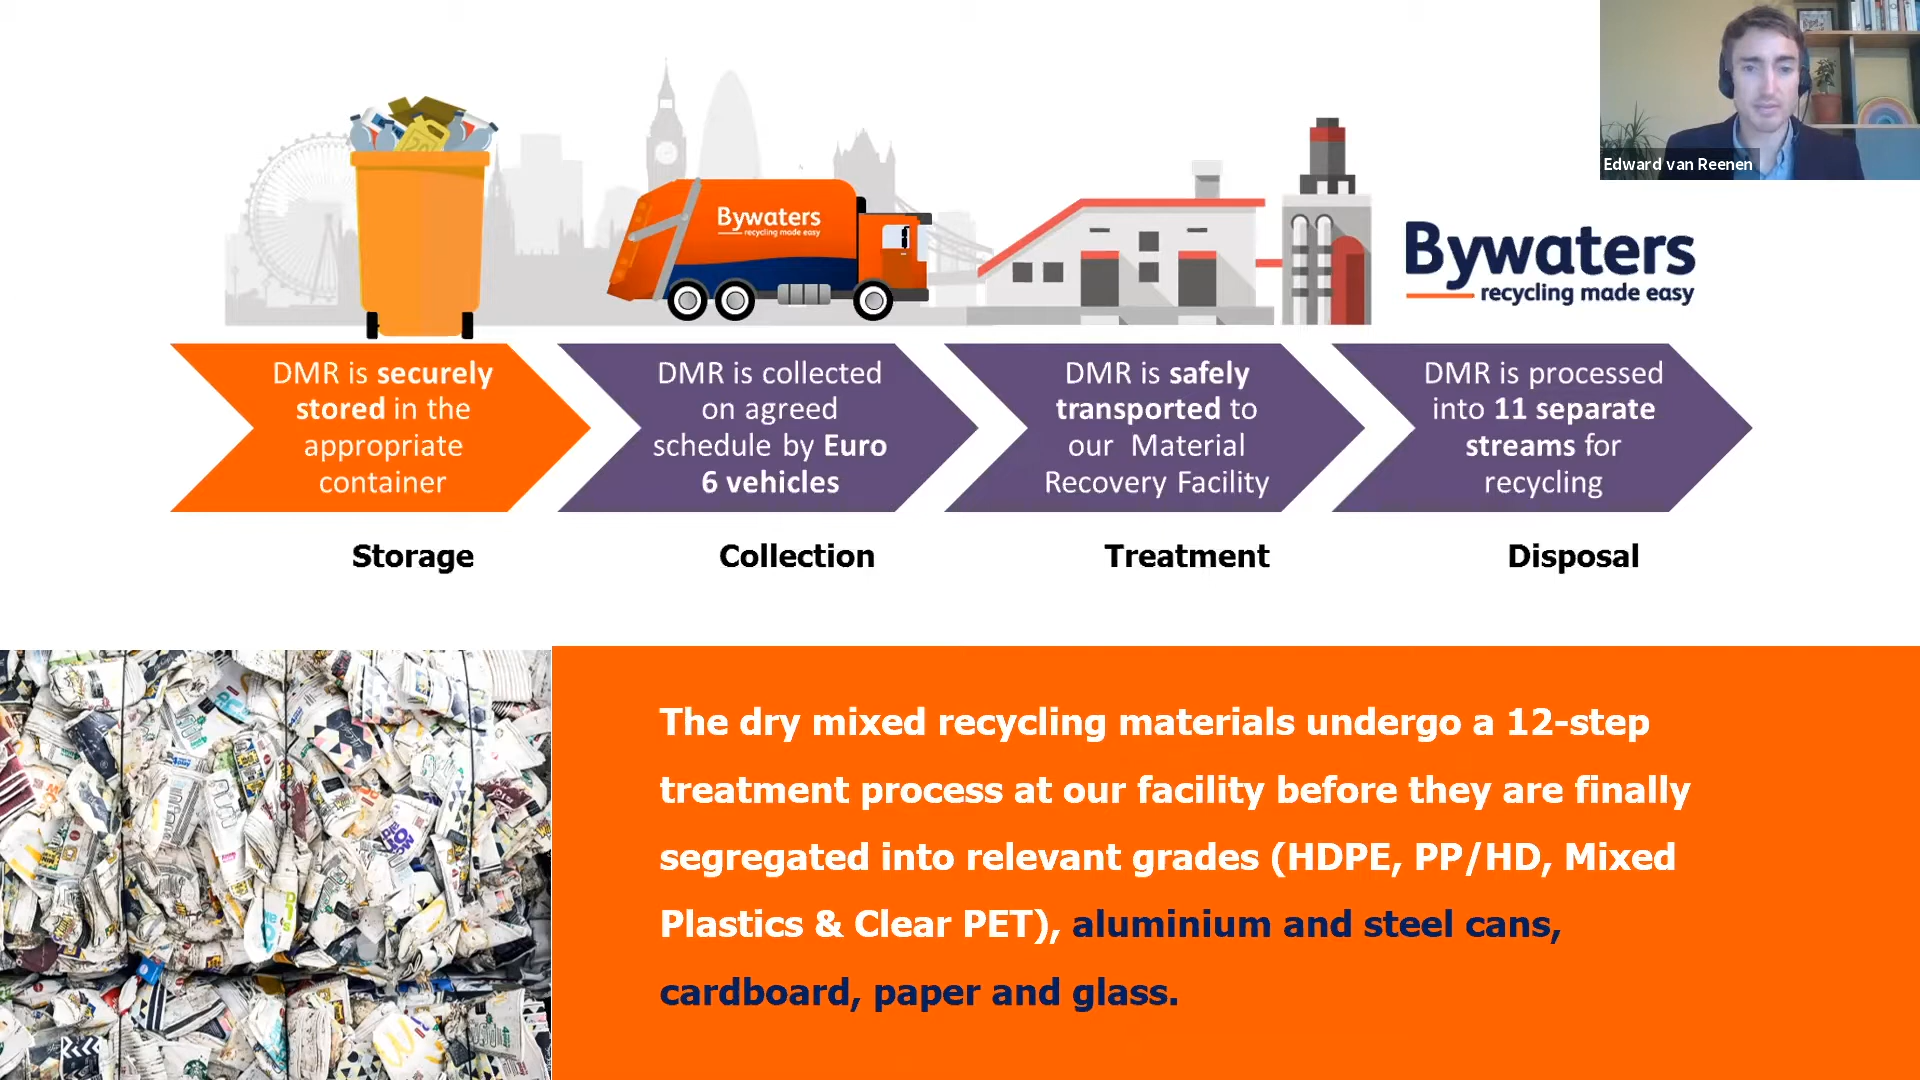 Edward van Reenen
Bywaters
recycling made easy
Bywaters
recycling made easy
DMR is securely
stored in the
appropriate
container
DMR is collected
on agreed
schedule by Euro
6 vehicles
DMR is safely
transported to
our Material
Recovery Facility
DMR is processed
into 11 separate
streams for
recycling
Storage
Collection
Treatment
Disposal
The dry mixed recycling materials undergo a 12-step
treatment process at our facility before they are finally
segregated into relevant grades (HDPE, PP/HD, Mixed
Plastics & Clear PET), aluminium and steel cans,
cardboard, paper and glass.